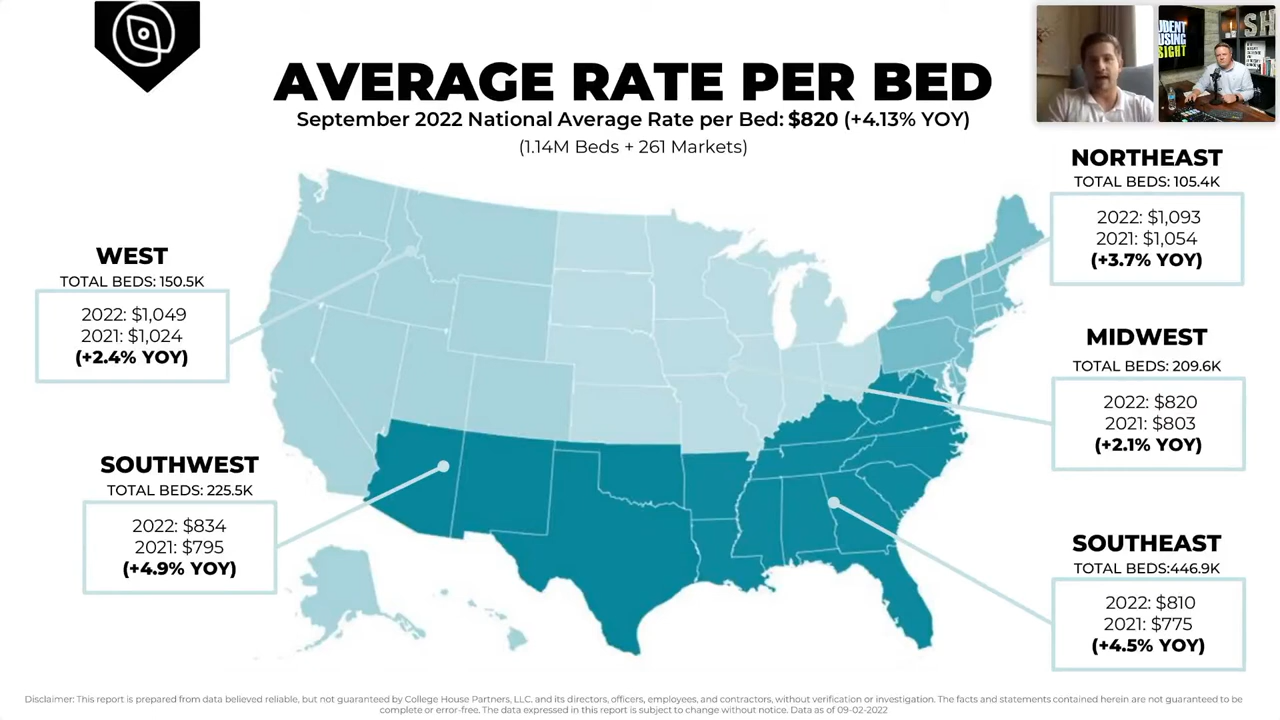 AVERAGE RATE PER BED
September 2022 National Average Rate per Bed: $820 (+4.13% YOY)
(1.14M Beds + 261 Markets)
UDENT
USING
SIGHT
SH
NORTHEAST
TOTAL BEDS: 105.4K
2022: $1,093
2021: $1,054
(+3.7% YOY)
WEST
TOTAL BEDS: 150.5K
2022: $1,049
2021: $1,024
(+2.4% YOY)
MIDWEST
TOTAL BEDS: 209.6K
2022: $820
2021: $803
(+2.1% YOY)
SOUTHWEST
TOTAL BEDS: 225.5K
2022: $834
2021: $795
(+4.9% YOY)
SOUTHEAST
TOTAL BEDS:446.9K
2022: $810
2021: $775
(+4.5% YOY)
Disclaimer: This report is prepared from data believed reliable, but not guaranteed by College House Partners, LLC. and its directors, officers, employees, and contractors, without verification or investigation. The facts and statements contained herein are not guaranteed to be
complete or error-free. The data expressed in this report is subject to change without notice. Data as of 09-02-2022